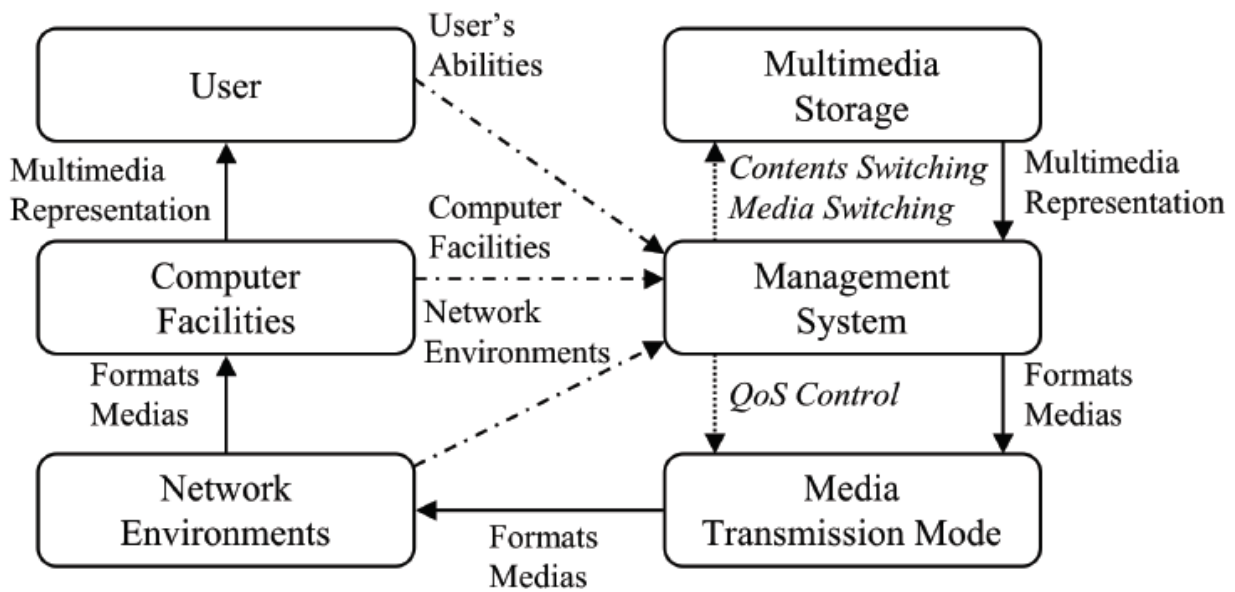 User
User's
Abilities
Multimedia
Storage
Multimedia
Representation
Contents Switching
Media Switching
Multimedia
Representation
Computer
Facilities
Computer
Facilities
Management
System
Network
Environments
Formats
Medias
QoS Control
Formats
Medias
Network
Environments
Formats
Medias
Media
Transmission Mode